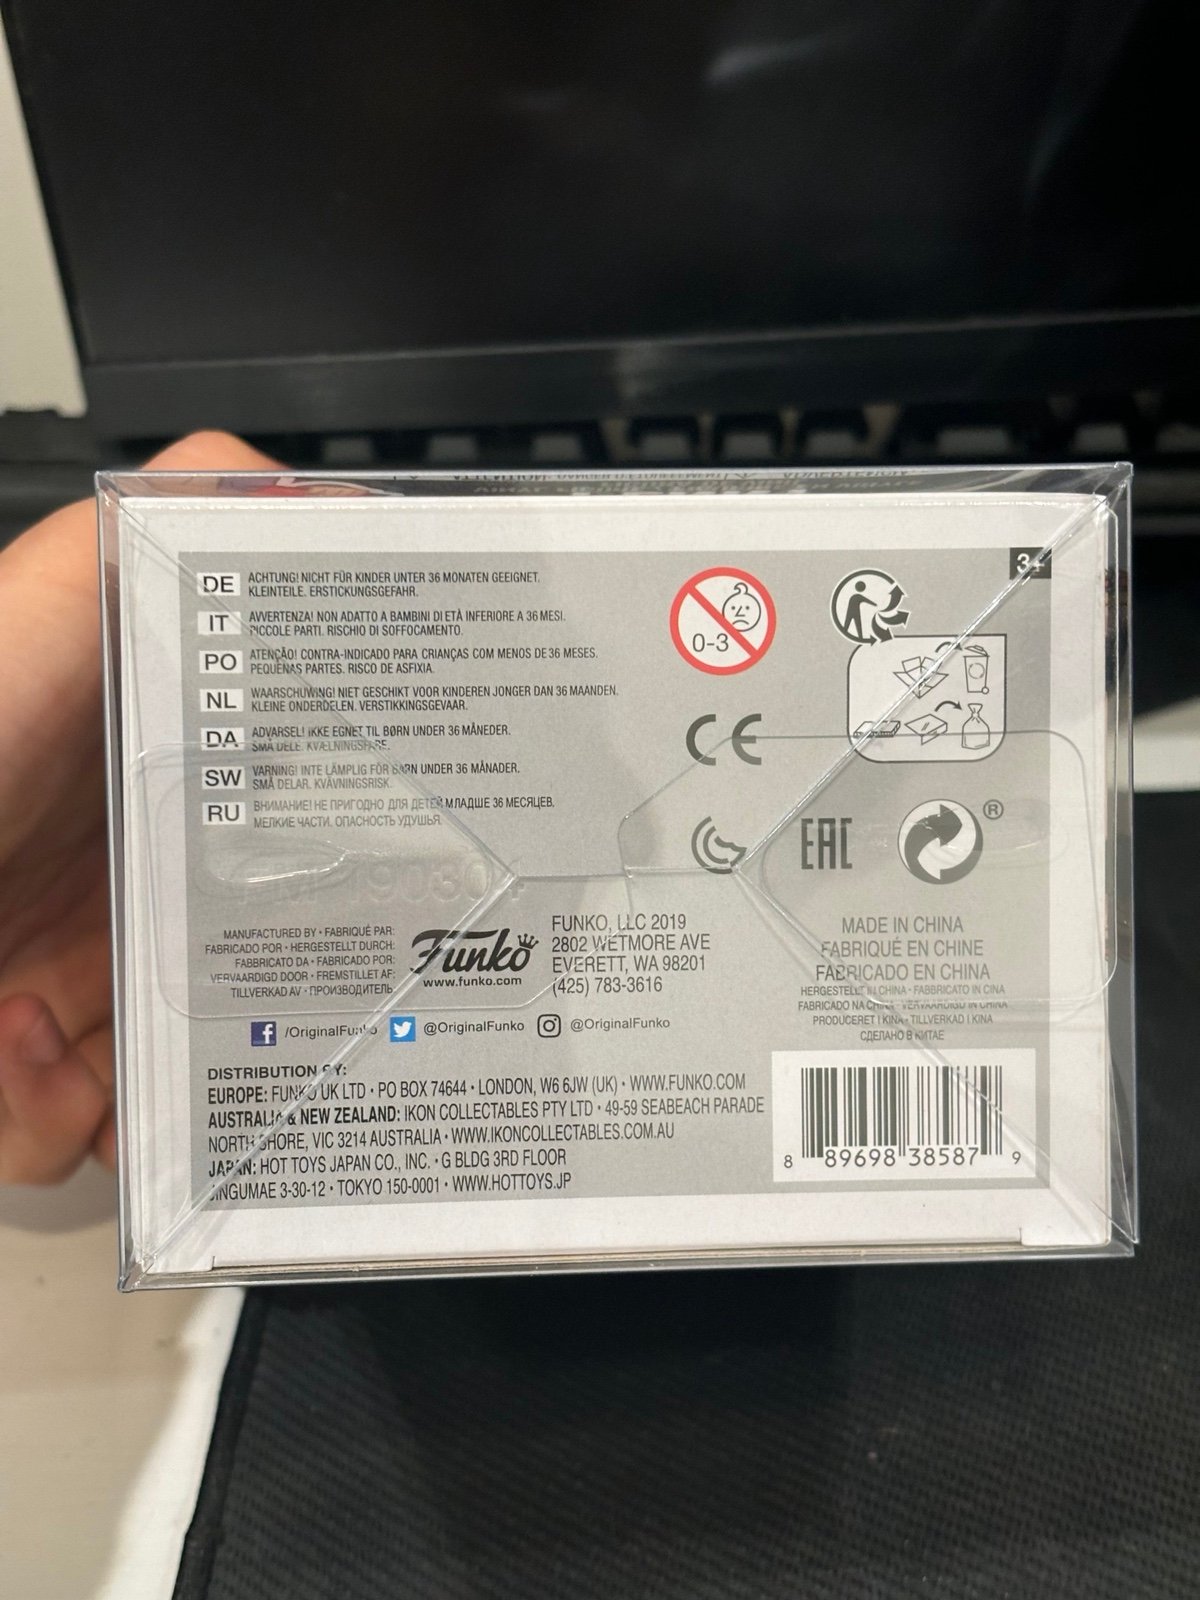 3+
DE ACHTUNG! NICHT FÜR KINDER UNTER 36 MONATEN GEEIGNET.
KLEINTEILE. ERSTICKUNGSGEFAHR.
IT AVVERTENZA! NON ADATTO A BAMBINI DI ETÀ INFERIORE A 36 MESI.
PICCOLE PARTI. RISCHIO DI SOFFOCAMENTO.
PO ATENÇÃO! CONTRA-INDICADO PARA CRIANÇAS COM MENOS DE 36 MESES.
PEQUENAS PARTES. RISCO DE ASFIXIA.
NL WAARSCHUWING! NIET GESCHIKT VOOR KINDEREN JONGER DAN 36 MAANDEN.
KLEINE ONDERDELEN. VERSTIKKINGSGEVAAR.
DA ADVARSEL! IKKE EGNET TIL BØRN UNDER 36 MÅNEDER.
SMÅ DELE. KVÆLNINGSFARE.
SW VARNING! INTE LÄMPLIG FÖR BARN UNDER 36 MÅNADER.
SMÅ DELAR. KVÄVNINGSRISK.
RU ВНИМАНИЕ! НЕ ПРИГОДНО ДЛЯ ДЕТЕЙ МЛАДШЕ 36 МЕСЯЦЕВ.
МЕЛКИЕ ЧАСТИ. ОПАСНОСТЬ УДУШЬЯ.
0-3
CE
EAC
®
190304
MANUFACTURED BY • FABRIQUÉ PAR:
FABRICADO POR • HERGESTELLT DURCH:
FABBRICATO DA • FABRICADO POR:
VERVAARDIGD DOOR • FREMSTILLET AF:
TILLVERKAD AV • ПРОИЗВОДИТЕЛЬ:
Funko
www.funko.com
FUNKO, LLC 2019
2802 WETMORE AVE
EVERETT, WA 98201
(425) 783-3616
MADE IN CHINA
FABRIQUÉ EN CHINE
FABRICADO EN CHINA
HERGESTELLT IN CHINA • FABBRICATO IN CINA
FABRICADO NA CHINA • VERVAARDIGD IN CHINA
PRODUCERET I KINA • TILLVERKAD I KINA
СДЕЛАНО В КИТАЕ
/OriginalFunko @OriginalFunko @OriginalFunko
DISTRIBUTION BY:
EUROPE: FUNKO UK LTD • PO BOX 74644 • LONDON, W6 6JW (UK) • WWW.FUNKO.COM
AUSTRALIA & NEW ZEALAND: IKON COLLECTABLES PTY LTD • 49-59 SEABEACH PARADE
NORTH SHORE, VIC 3214 AUSTRALIA • WWW.IKONCOLLECTABLES.COM.AU
JAPAN: HOT TOYS JAPAN CO., INC. • G BLDG 3RD FLOOR
JINGUMAE 3-30-12 • TOKYO 150-0001 • WWW.HOTTOYS.JP
8 89698 38587 9